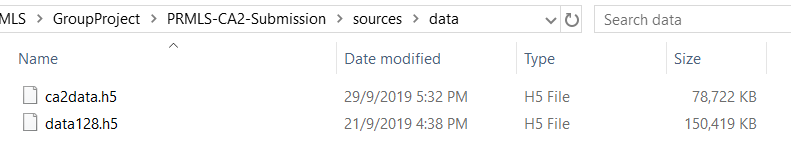 MLS > GroupProject > PRMLS-CA2-Submission > sources > data Search data
Name Date modified Type Size
ca2data.h5 29/9/2019 5:32 PM H5 File 78,722 KB
data128.h5 21/9/2019 4:38 PM H5 File 150,419 KB